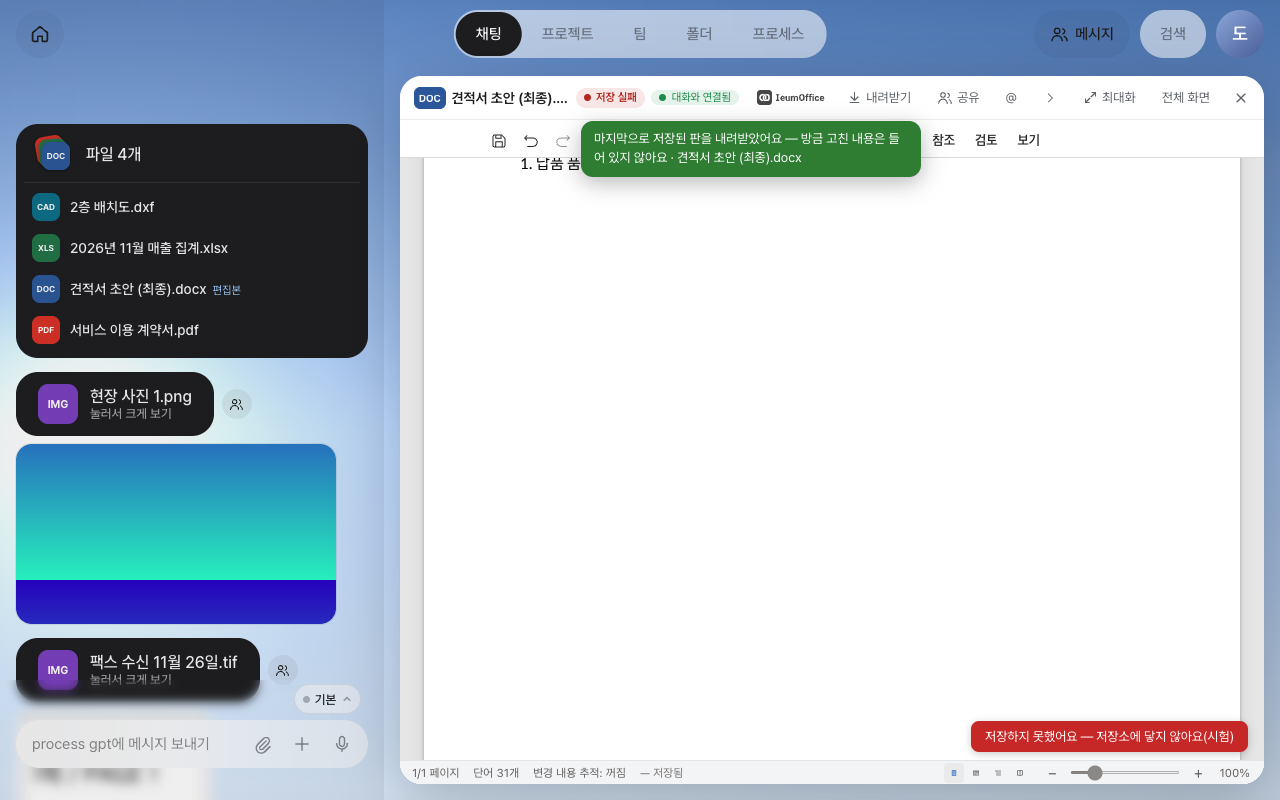 채팅
프로젝트
팀
폴더
프로세스
메시지
검색
도
DOC
파일 4개
CAD
2층 배치도.dxf
XLS
2026년 11월 매출 집계.xlsx
DOC
견적서 초안 (최종).docx 편집본
PDF
서비스 이용 계약서.pdf
IMG
현장 사진 1.png
눌러서 크게 보기
IMG
팩스 수신 11월 26일.tif
눌러서 크게 보기
기본
process gpt에 메시지 보내기
DOC
견적서 초안 (최종)....
저장 실패
대화와 연결됨
IeumOffice
내려받기
공유
@
최대화
전체 화면
참조
검토
보기
마지막으로 저장된 판을 내려받았어요 — 방금 고친 내용은 들
어 있지 않아요 · 견적서 초안 (최종).docx
1. 납품 품
저장하지 못했어요 — 저장소에 닿지 않아요(시험)
1/1 페이지
단어 31개
변경 내용 추적: 꺼짐
— 저장됨
100%